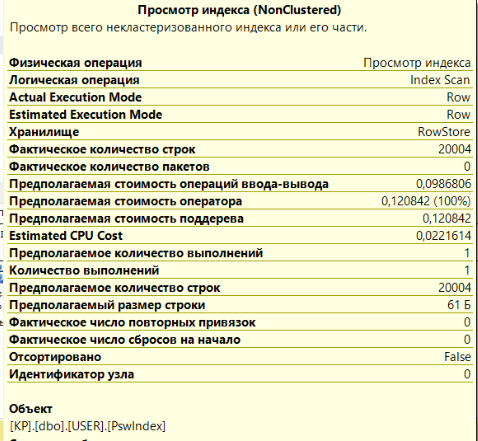 Просмотр индекса (NonClustered)
Просмотр всего некластеризованного индекса или его части.
Физическая операция Просмотр индекса
Логическая операция Index Scan
Actual Execution Mode Row
Estimated Execution Mode Row
Хранилище RowStore
Фактическое количество строк 20004
Фактическое количество пакетов 0
Предполагаемая стоимость операций ввода-вывода 0,0986806
Предполагаемая стоимость оператора 0,120842 (100%)
Предполагаемая стоимость поддерева 0,120842
Estimated CPU Cost 0,0221614
Предполагаемое количество выполнений 1
Количество выполнений 1
Предполагаемое количество строк 20004
Предполагаемый размер строки 61 Б
Фактическое число повторных привязок 0
Фактическое число сбросов на начало 0
Отсортировано False
Идентификатор узла 0
Объект
[KP].[dbo].[USER].[PswIndex]